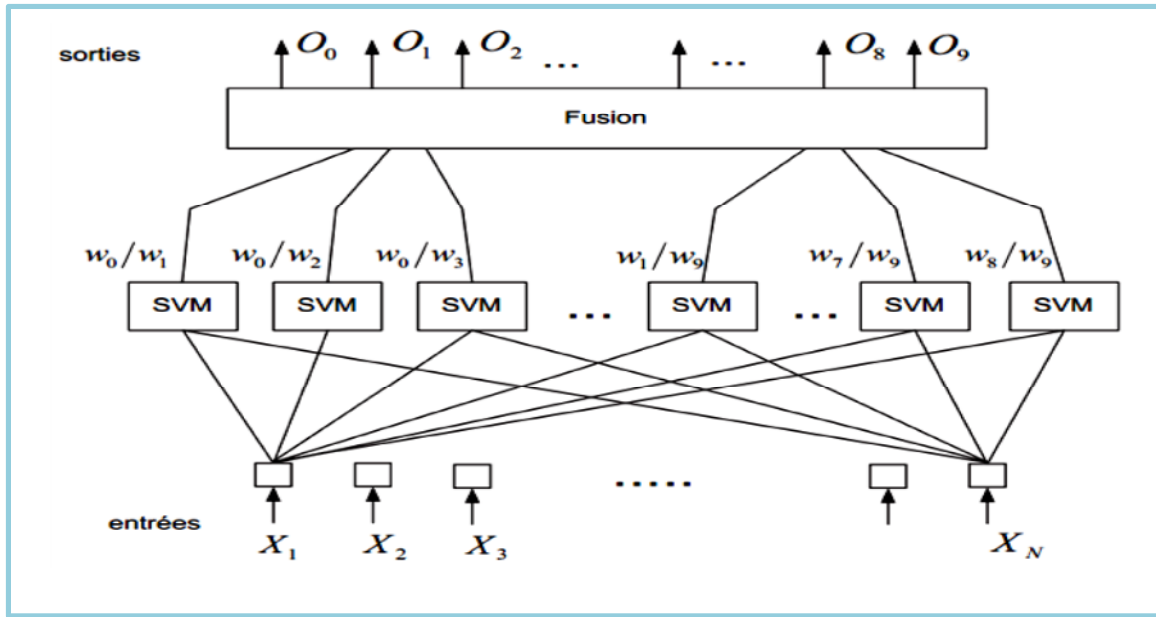 sorties O₀ O₁ O₂ ... ... O₈ O₉
Fusion
w₀/w₁ w₀/w₂ w₀/w₃ w₁/w₉ w₇/w₉ w₈/w₉
SVM SVM SVM ... SVM ... SVM SVM
.....
entrées X₁ X₂ X₃ X_N